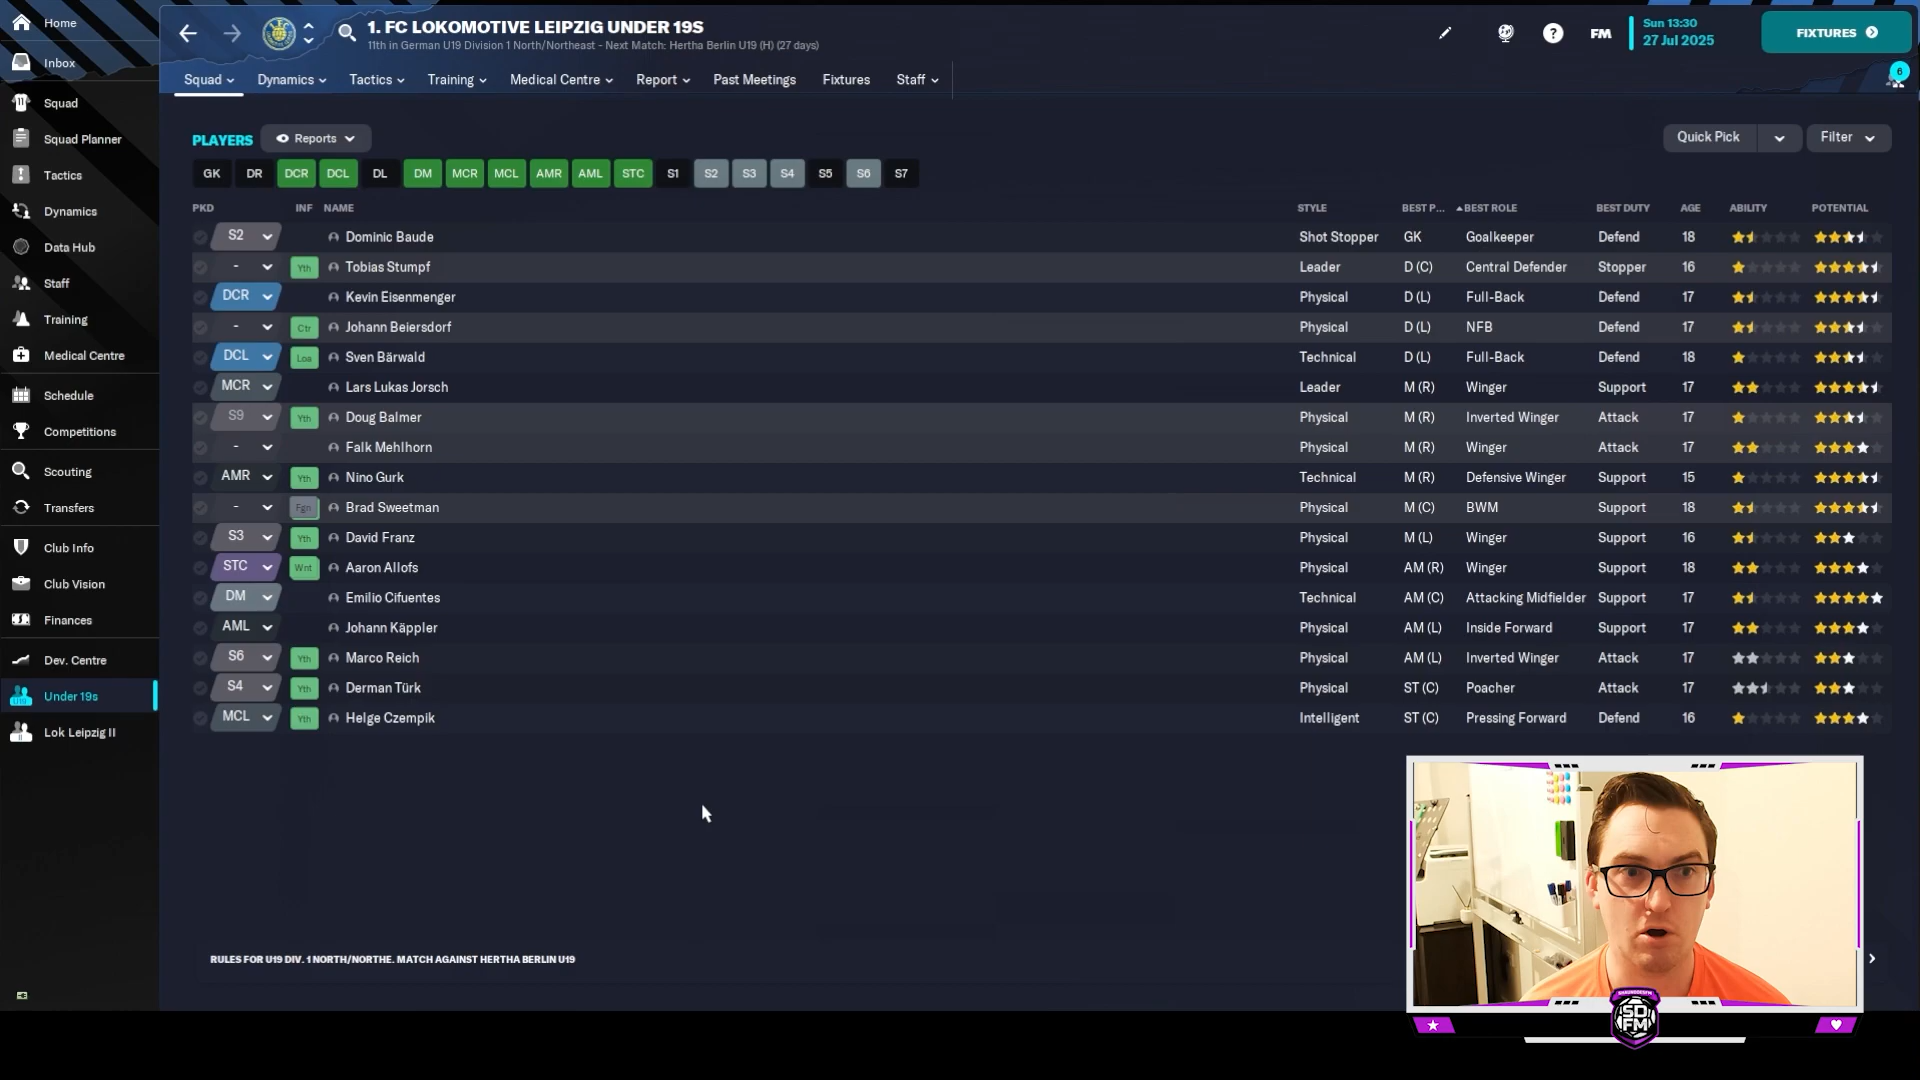 Home
Inbox
Squad
Squad Planner
Tactics
Dynamics
Data Hub
Staff
Training
Medical Centre
Schedule
Competitions
Scouting
Transfers
Club Info
Club Vision
Finances
Dev. Centre
Under 19s
Lok Leipzig II
1. FC LOKOMOTIVE LEIPZIG UNDER 19S
11th in German U19 Division 1 North/Northeast - Next Match: Hertha Berlin U19 (H) (27 days)
? FM Sun 13:30
27 Jul 2025
FIXTURES
6
Squad Dynamics Tactics Training Medical Centre Report Past Meetings Fixtures Staff
PLAYERS Reports Quick Pick Filter
GK DR DCR DCL DL DM MCR MCL AMR AML STC S1 S2 S3 S4 S5 S6 S7
PKD INF NAME STYLE BEST P... BEST ROLE BEST DUTY AGE ABILITY POTENTIAL
S2 Dominic Baude Shot Stopper GK Goalkeeper Defend 18
- Yth Tobias Stumpf Leader D (C) Central Defender Stopper 16
DCR Kevin Eisenmenger Physical D (L) Full-Back Defend 17
- Ctr Johann Beiersdorf Physical D (L) NFB Defend 17
DCL Loa Sven Bärwald Technical D (L) Full-Back Defend 18
MCR Lars Lukas Jorsch Leader M (R) Winger Support 17
S9 Yth Doug Balmer Physical M (R) Inverted Winger Attack 17
- Falk Mehlhorn Physical M (R) Winger Attack 17
AMR Yth Nino Gurk Technical M (R) Defensive Winger Support 15
- Fgn Brad Sweetman Physical M (C) BWM Support 18
S3 Yth David Franz Physical M (L) Winger Support 16
STC Wnt Aaron Allofs Physical AM (R) Winger Support 18
DM Emilio Cifuentes Technical AM (C) Attacking Midfielder Support 17
AML Johann Käppler Physical AM (L) Inside Forward Support 17
S6 Yth Marco Reich Physical AM (L) Inverted Winger Attack 17
S4 Yth Derman Türk Physical ST (C) Poacher Attack 17
MCL Yth Helge Czempik Intelligent ST (C) Pressing Forward Defend 16
RULES FOR U19 DIV. 1 NORTH/NORTHE. MATCH AGAINST HERTHA BERLIN U19
SD
FM